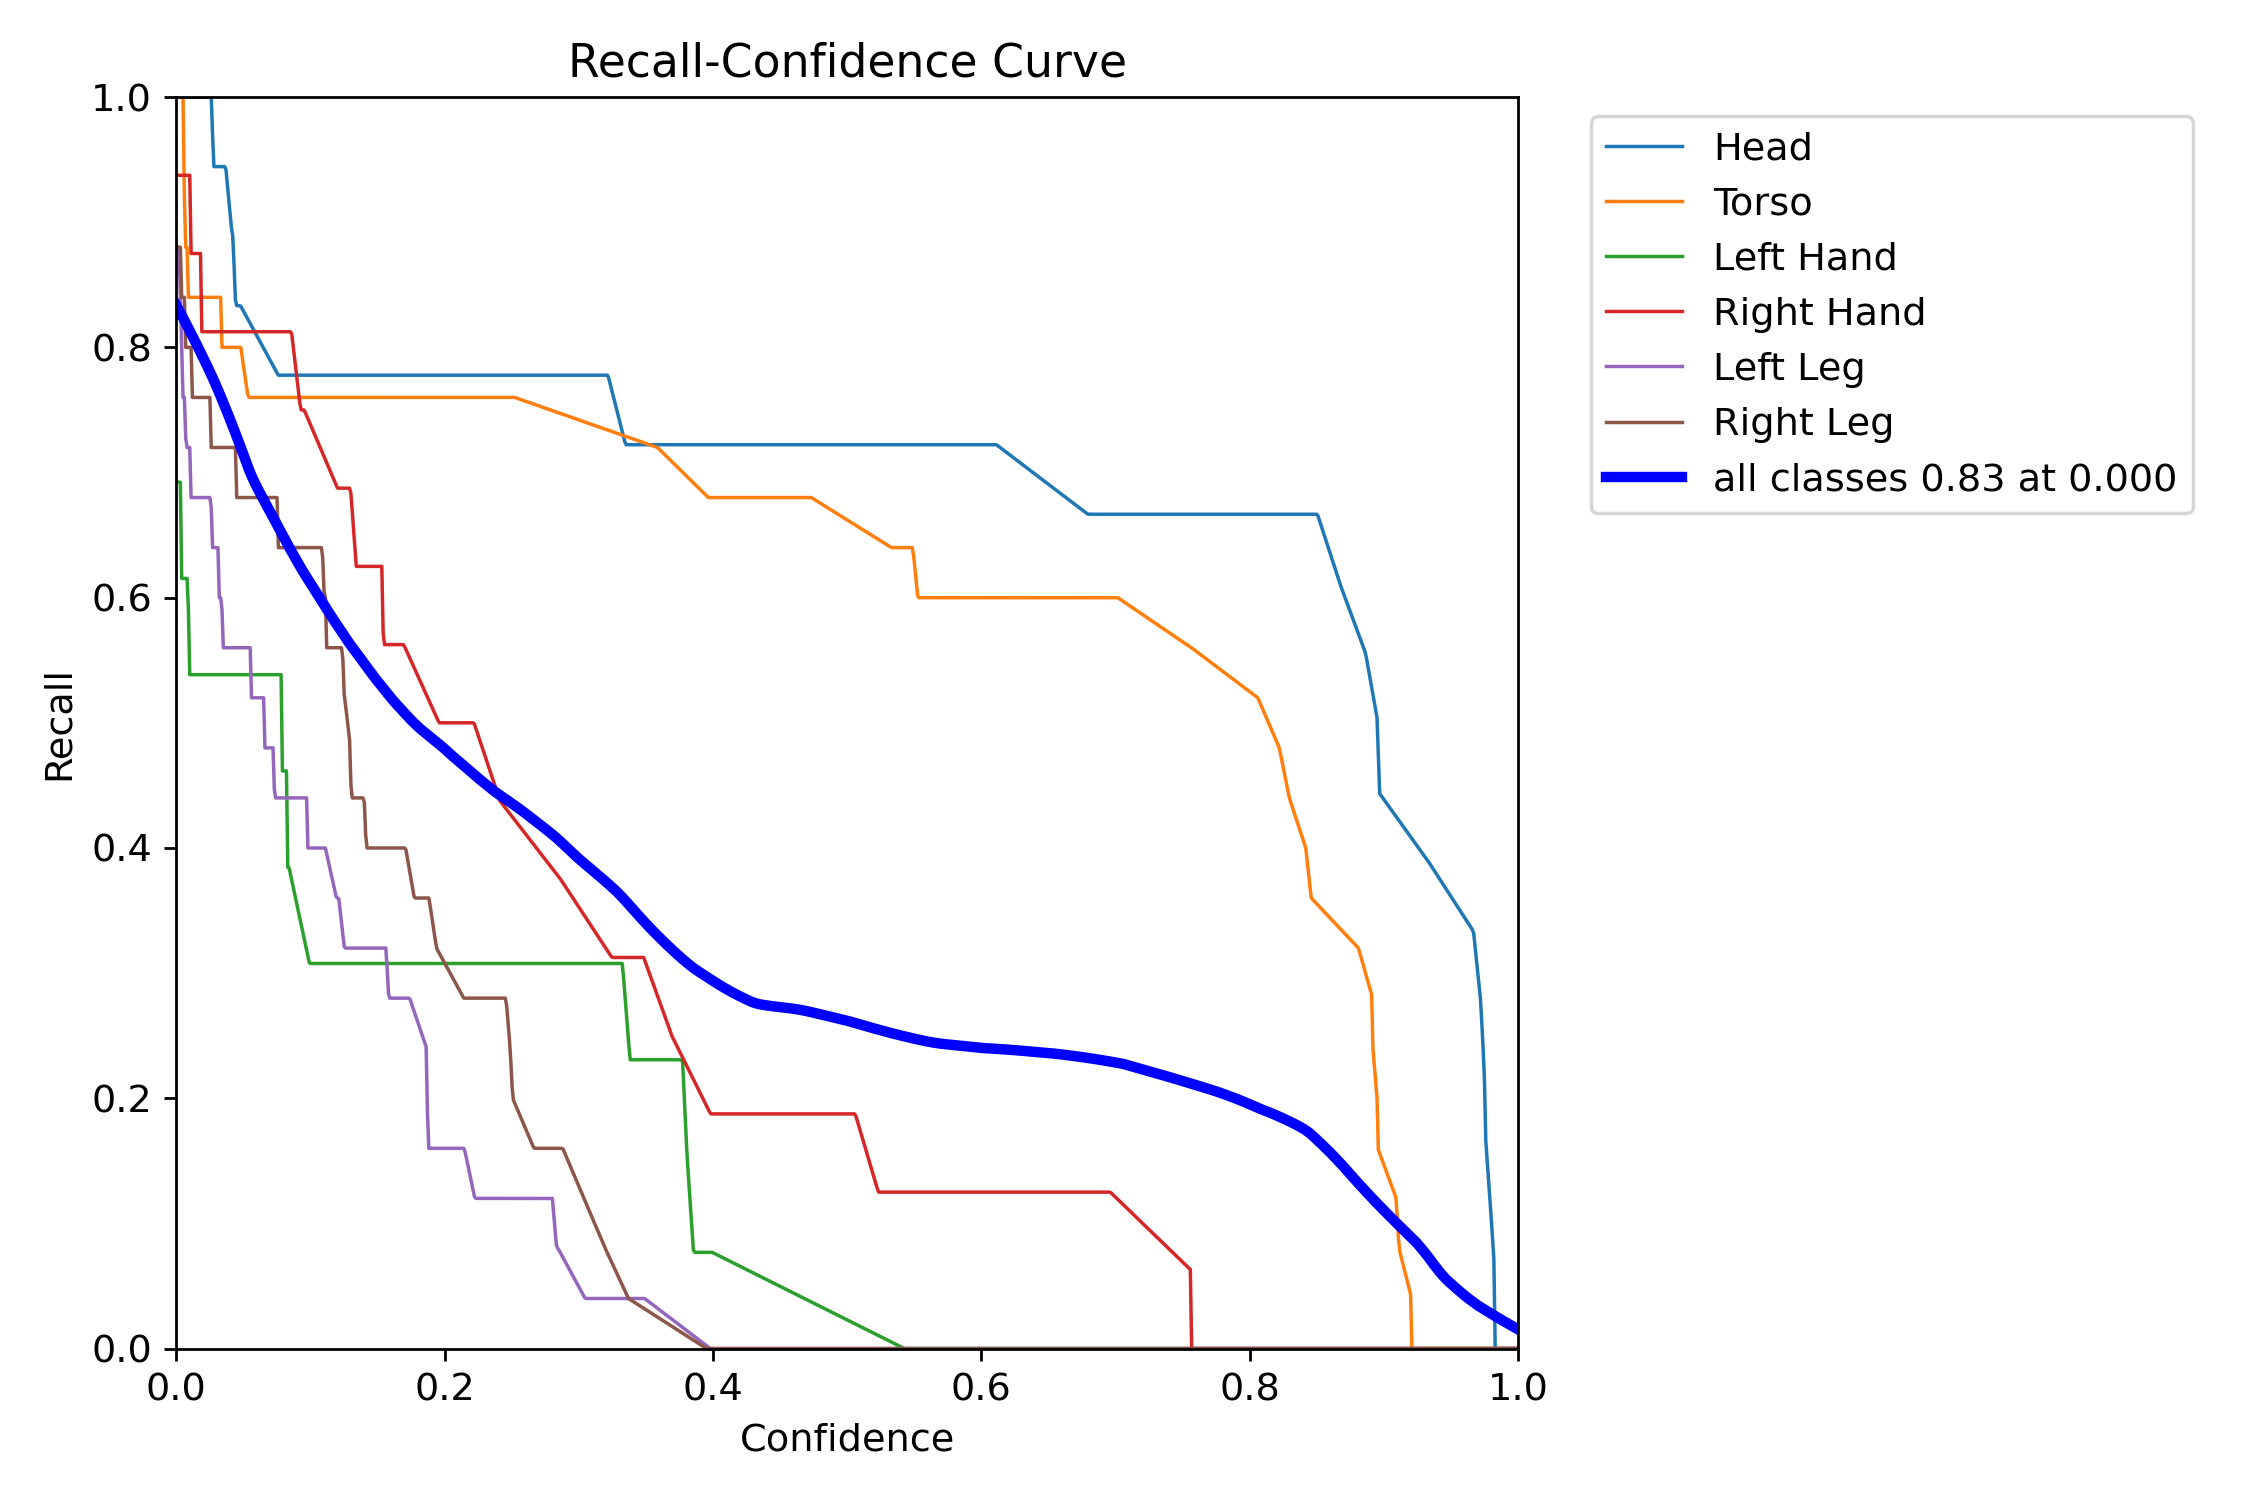 Recall-Confidence Curve
1.0
0.8
0.6
0.4
0.2
0.0
Recall
0.0 0.2 0.4 0.6 0.8 1.0
Confidence
Head
Torso
Left Hand
Right Hand
Left Leg
Right Leg
all classes 0.83 at 0.000